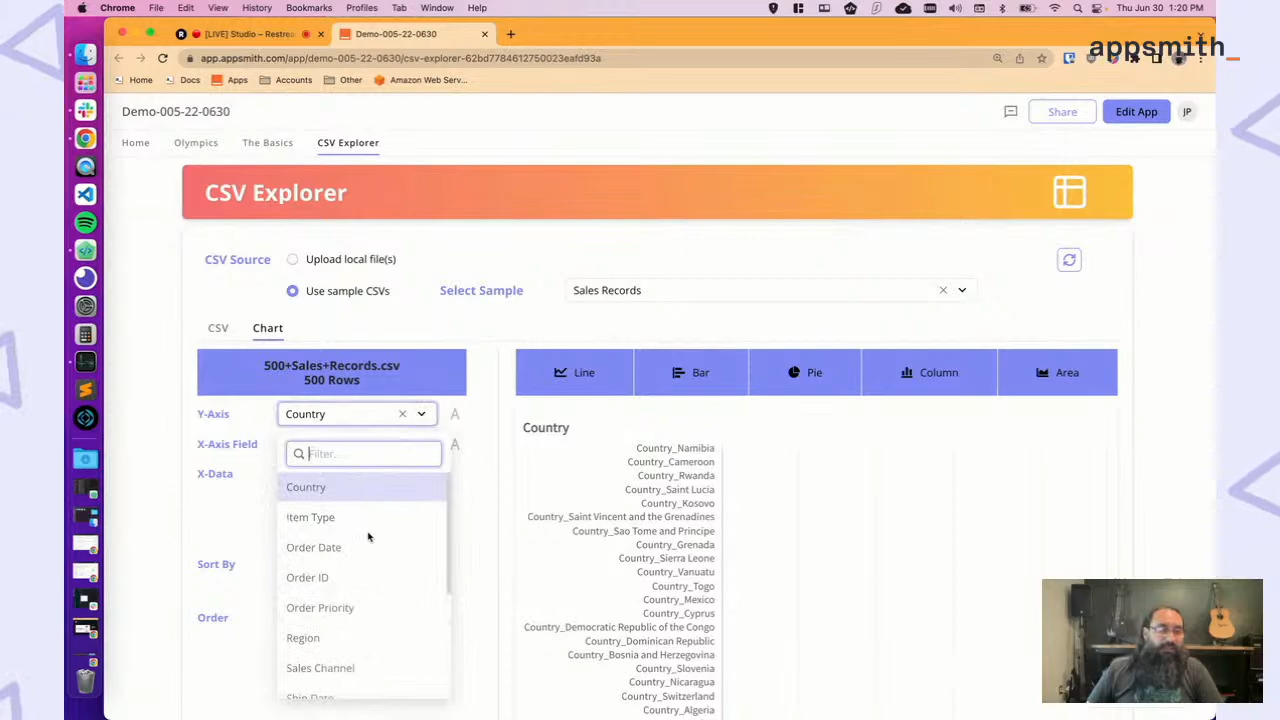 Chrome File Edit View History Bookmarks Profiles Tab Window Help Thu Jun 30 1:20 PM
[LIVE] Studio – Restrea
Demo-005-22-0630
appsmith_
app.appsmith.com/app/demo-005-22-0630/csv-explorer-62bd7784612750023eafd93a
Home Docs Apps Accounts Other Amazon Web Serv...
Demo-005-22-0630
Share
Edit App
JP
Home Olympics The Basics CSV Explorer
CSV Explorer
CSV Source
Upload local file(s)
Use sample CSVs
Select Sample
Sales Records
CSV Chart
500+Sales+Records.csv
500 Rows
Line Bar Pie Column Area
Y-Axis
Country
A
X-Axis Field
A
Filter...
X-Data
Country
Item Type
Order Date
Order ID
Order Priority
Region
Sales Channel
Ship Date
Sort By
Order
Country
Country_Namibia
Country_Cameroon
Country_Rwanda
Country_Saint Lucia
Country_Kosovo
Country_Saint Vincent and the Grenadines
Country_Sao Tome and Principe
Country_Grenada
Country_Sierra Leone
Country_Vanuatu
Country_Togo
Country_Mexico
Country_Cyprus
Country_Democratic Republic of the Congo
Country_Dominican Republic
Country_Bosnia and Herzegovina
Country_Slovenia
Country_Nicaragua
Country_Switzerland
Country_Algeria